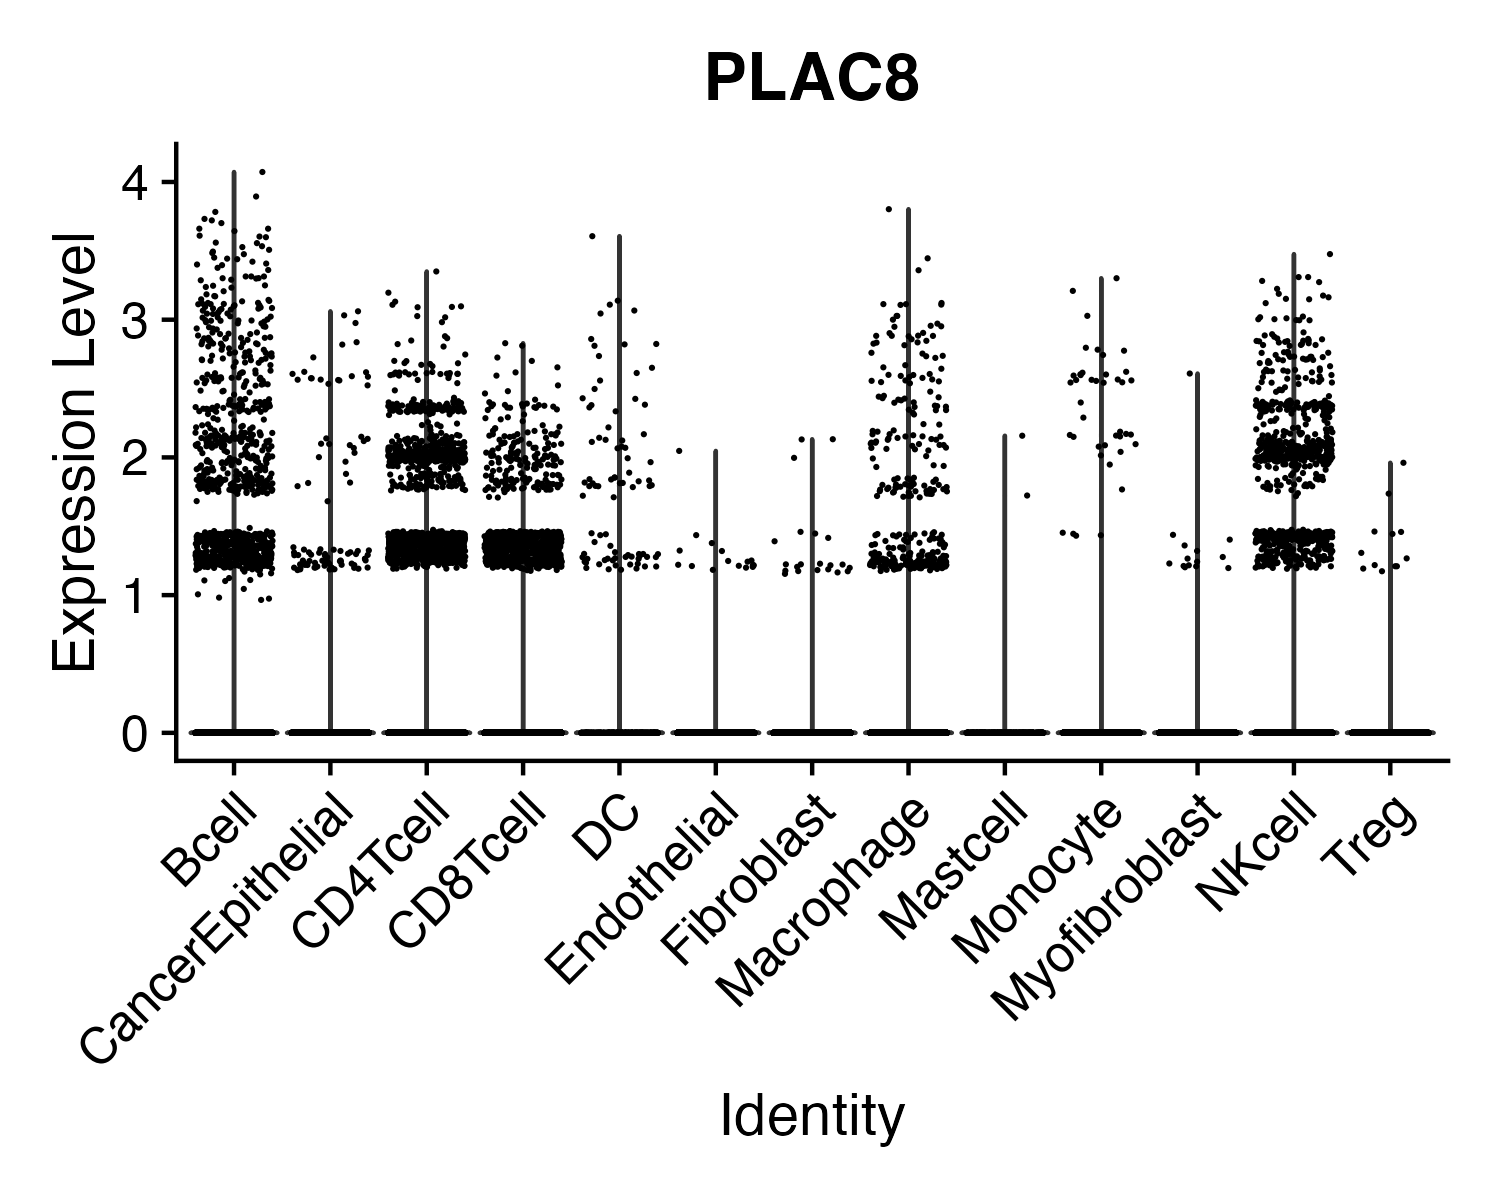 PLAC8
Expression Level
4
3
2
1
0
Bcell
CancerEpithelial
CD4Tcell
CD8Tcell
DC
Endothelial
Fibroblast
Macrophage
Mastcell
Monocyte
Myofibroblast
NKcell
Treg
Identity